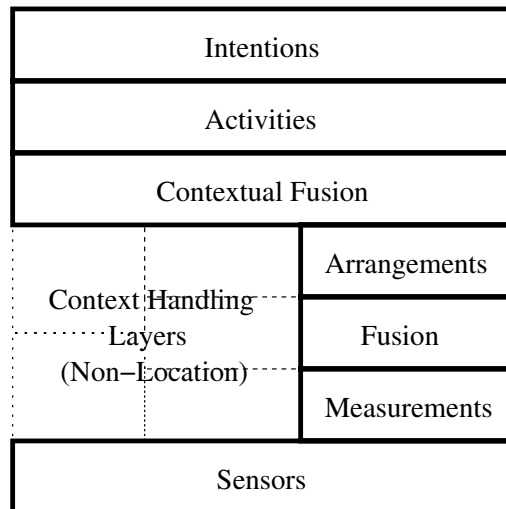 Intentions
Activities
Contextual Fusion
Arrangements
Context Handling
Layers
(Non−Location)
Fusion
Measurements
Sensors